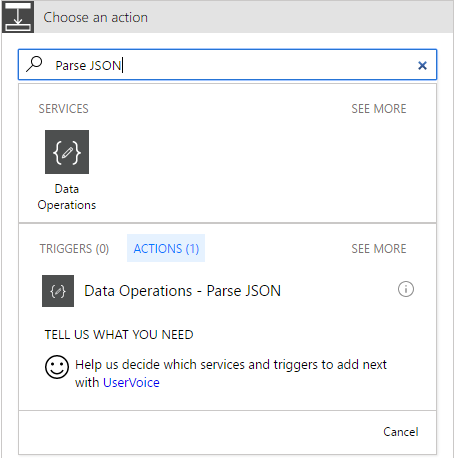 Choose an action
Parse JSON
SERVICES SEE MORE
Data
Operations
TRIGGERS (0) ACTIONS (1) SEE MORE
Data Operations - Parse JSON
TELL US WHAT YOU NEED
Help us decide which services and triggers to add next
with UserVoice
Cancel